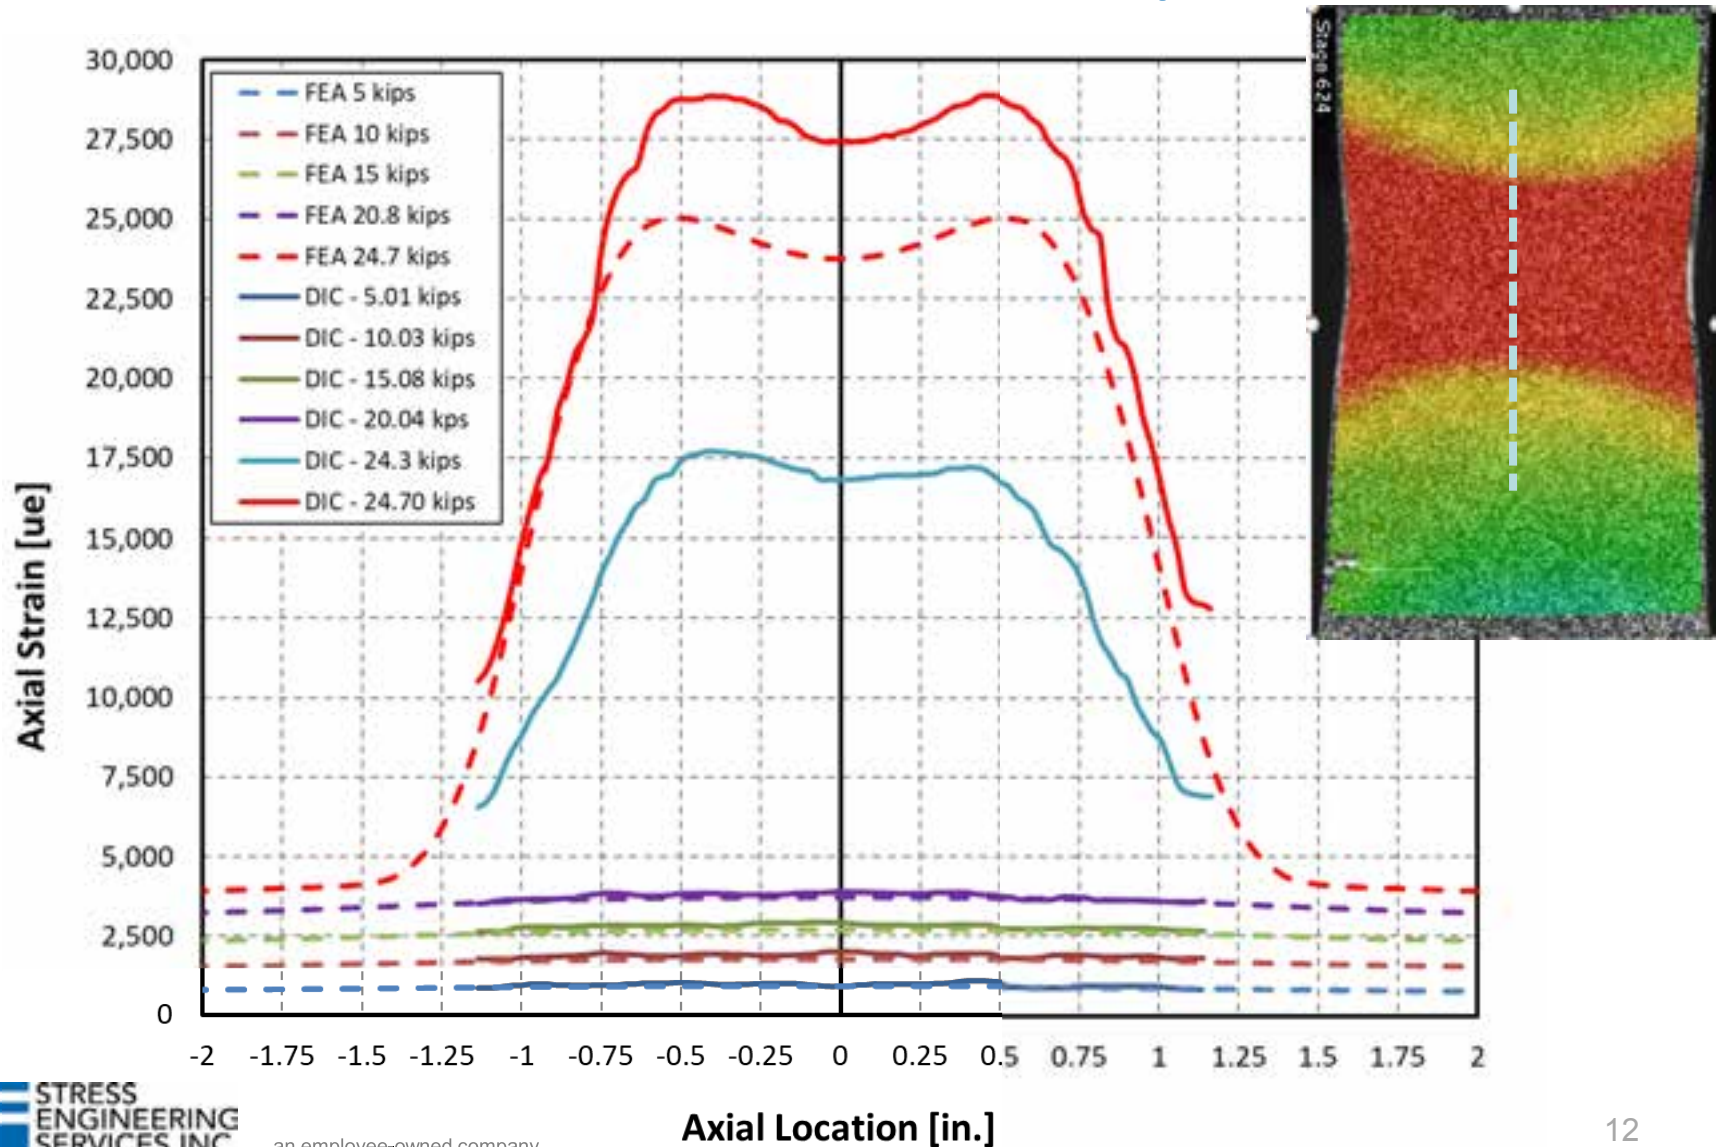 Stage 624
30,000
27,500
25,000
22,500
20,000
17,500
15,000
12,500
10,000
7,500
5,000
2,500
0
FEA 5 kips
FEA 10 kips
FEA 15 kips
FEA 20.8 kips
FEA 24.7 kips
DIC - 5.01 kips
DIC - 10.03 kips
DIC - 15.08 kips
DIC - 20.04 kps
DIC - 24.3 kips
DIC - 24.70 kips
Axial Strain [ue]
-2 -1.75 -1.5 -1.25 -1 -0.75 -0.5 -0.25 0 0.25 0.5 0.75 1 1.25 1.5 1.75 2
Axial Location [in.]
STRESS
ENGINEERING
SERVICES INC
an employee-owned company
12